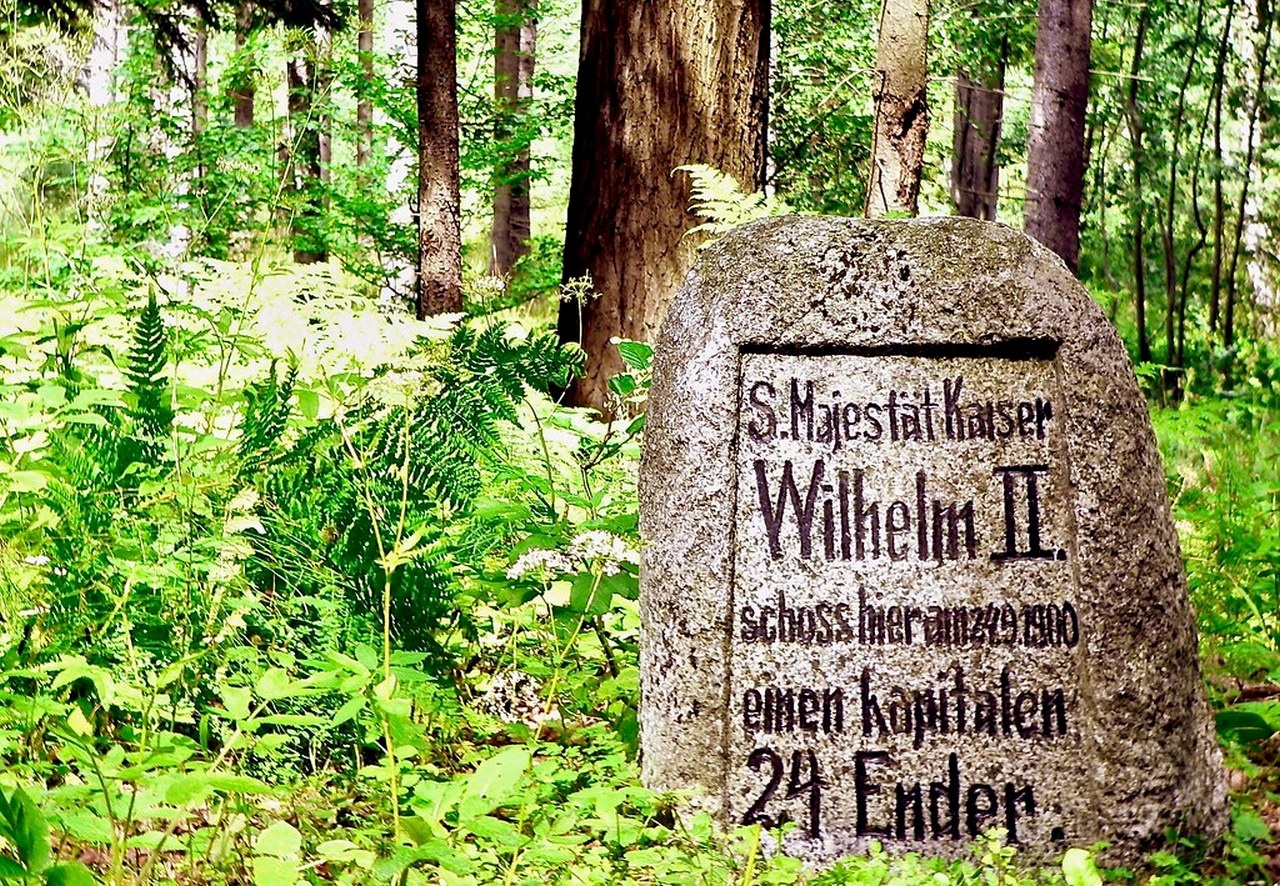 S. Majestät Kaiser
Wilhelm II.
schoss hier am 24.9.1900
einen kapitalen
24 Ender.